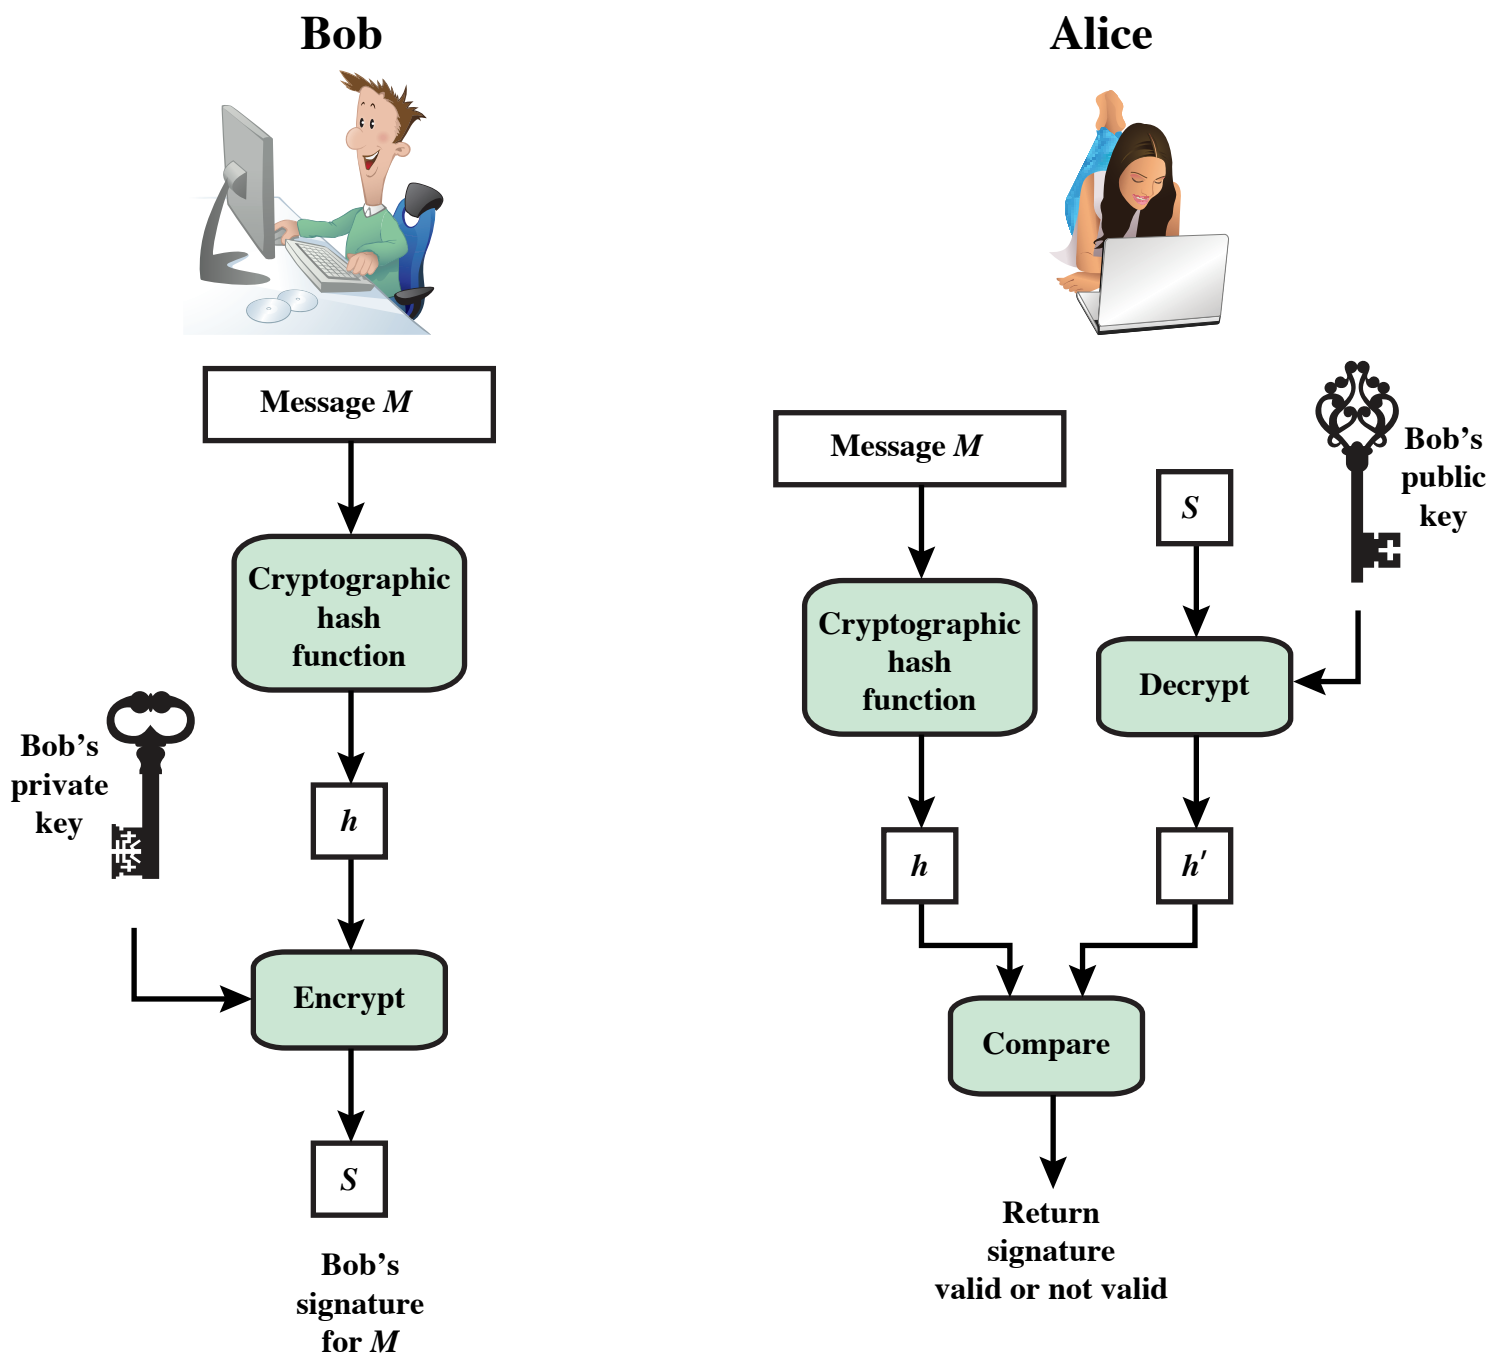 Bob
Message M
Cryptographic
hash
function
Bob’s
private
key
h
Encrypt
S
Bob’s
signature
for M
Alice
Message M
S
Bob’s
public
key
Cryptographic
hash
function
Decrypt
h
h′
Compare
Return
signature
valid or not valid